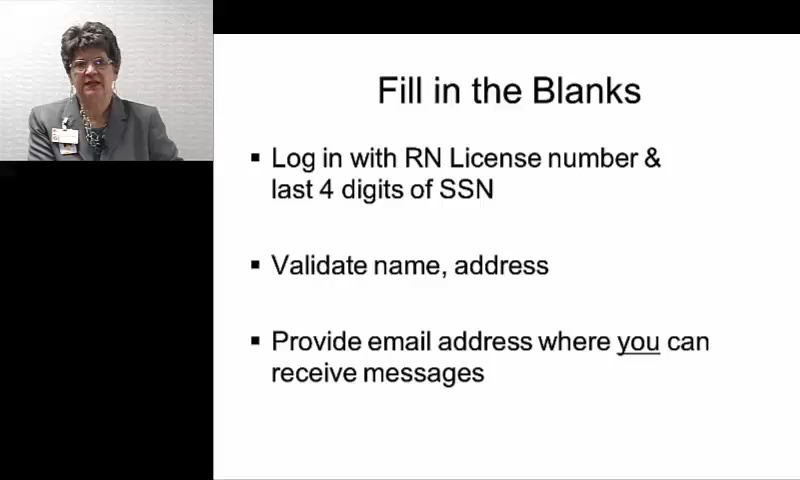 Fill in the Blanks
▪ Log in with RN License number &
last 4 digits of SSN
▪ Validate name, address
▪ Provide email address where you can
receive messages